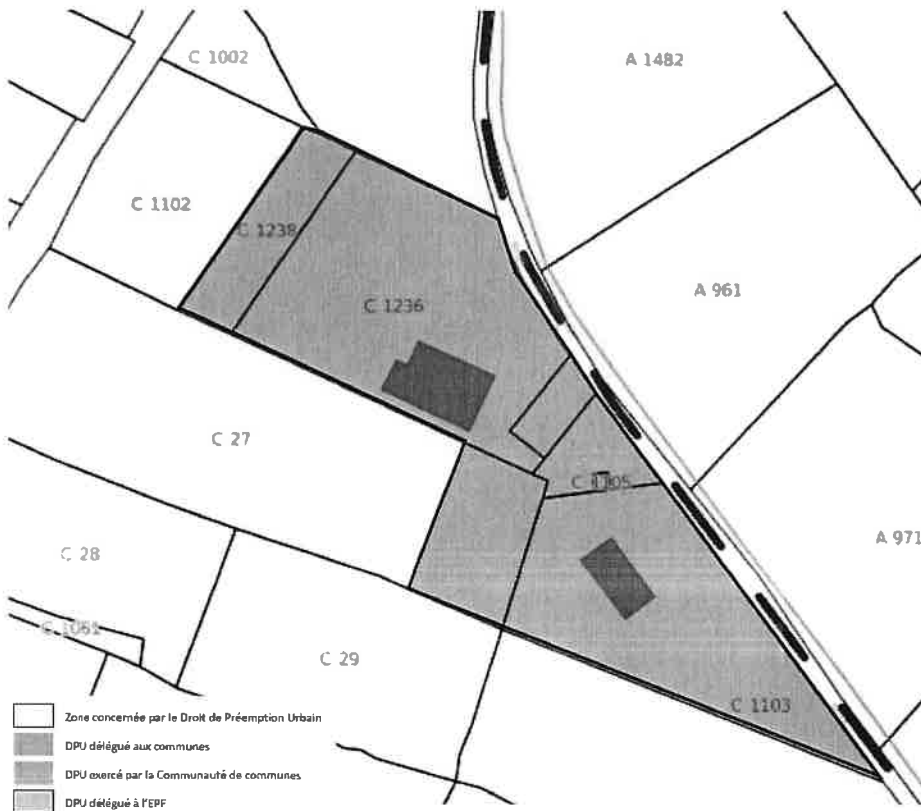 C 1002
A 1482
C 1102
C 1238
C 1236
A 961
C 27
A 971
C 28
C 1061
C 29
C 1103
Zone concernée par le Droit de Préemption Urbain
DPU délégué aux communes
DPU exercé par la Communauté de communes
DPU délégué à l'EPF